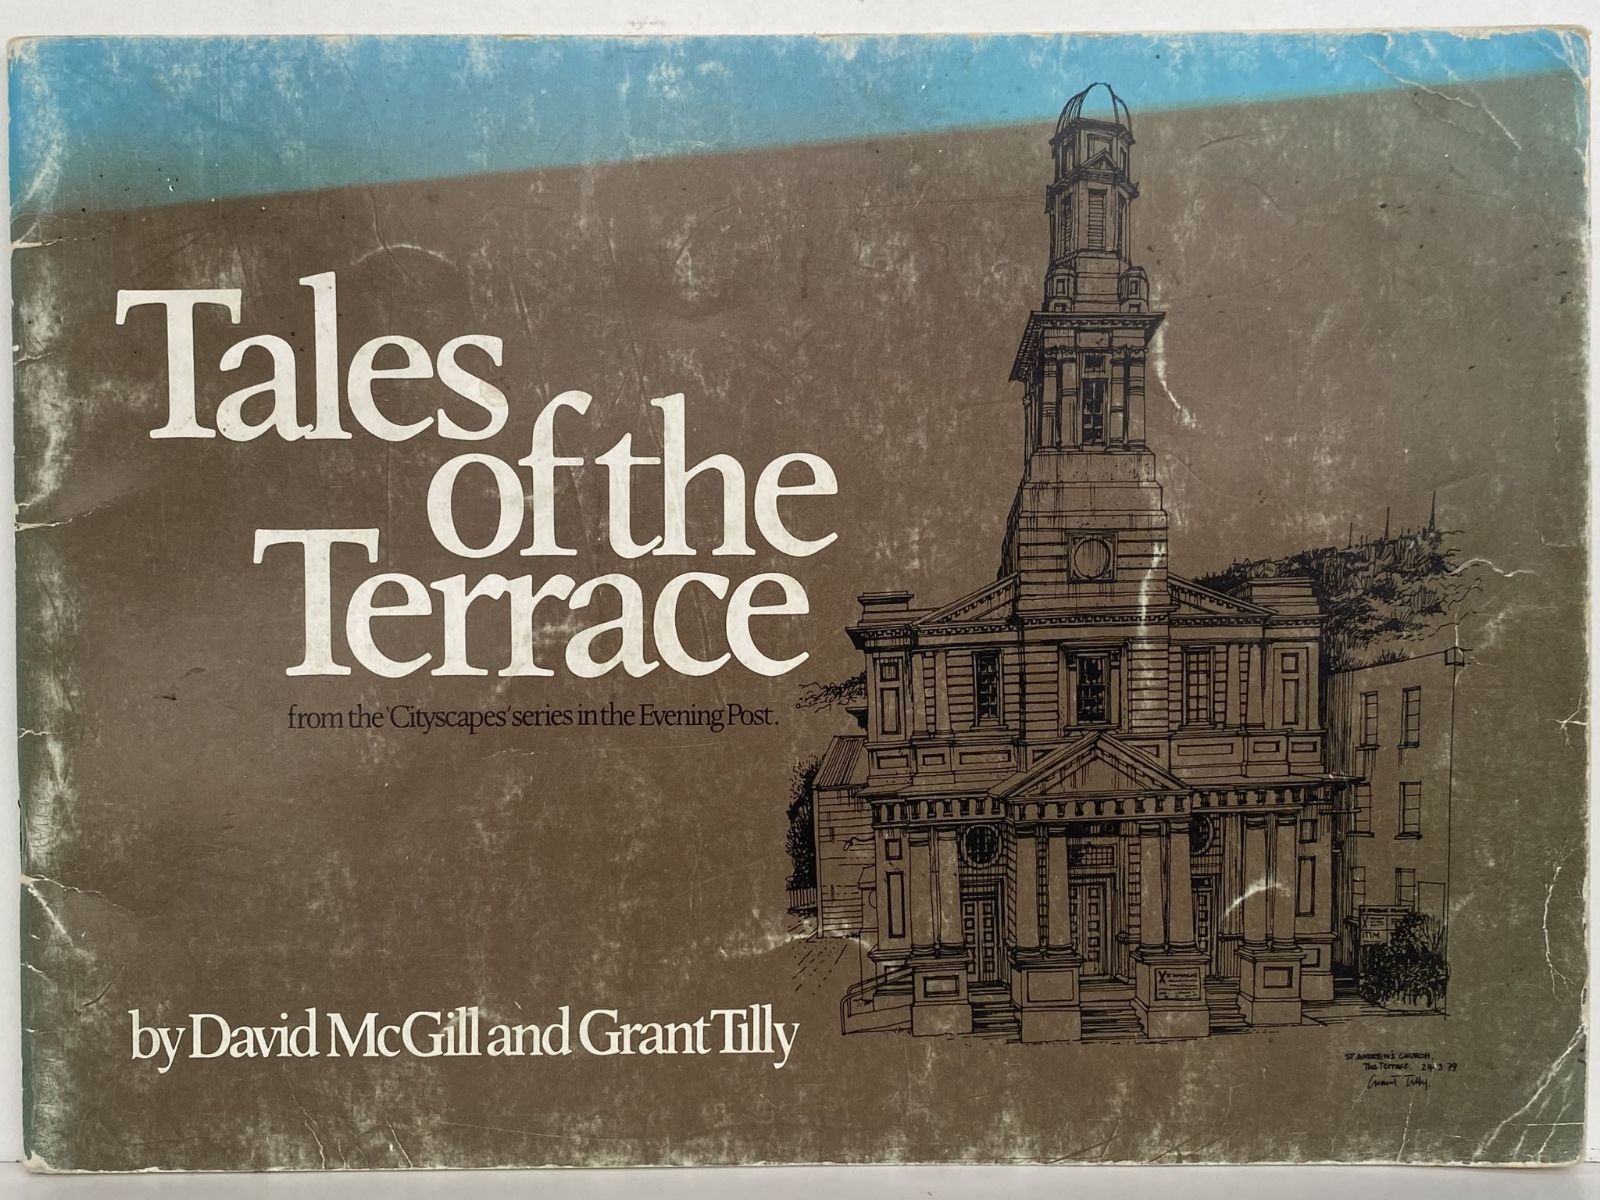 Tales
of the
Terrace
from the 'Cityscapes' series in the Evening Post.
by David McGill and Grant Tilly
ST. ANDREW'S CHURCH,
The Terrace. 24·3·79
Grant Tilly.